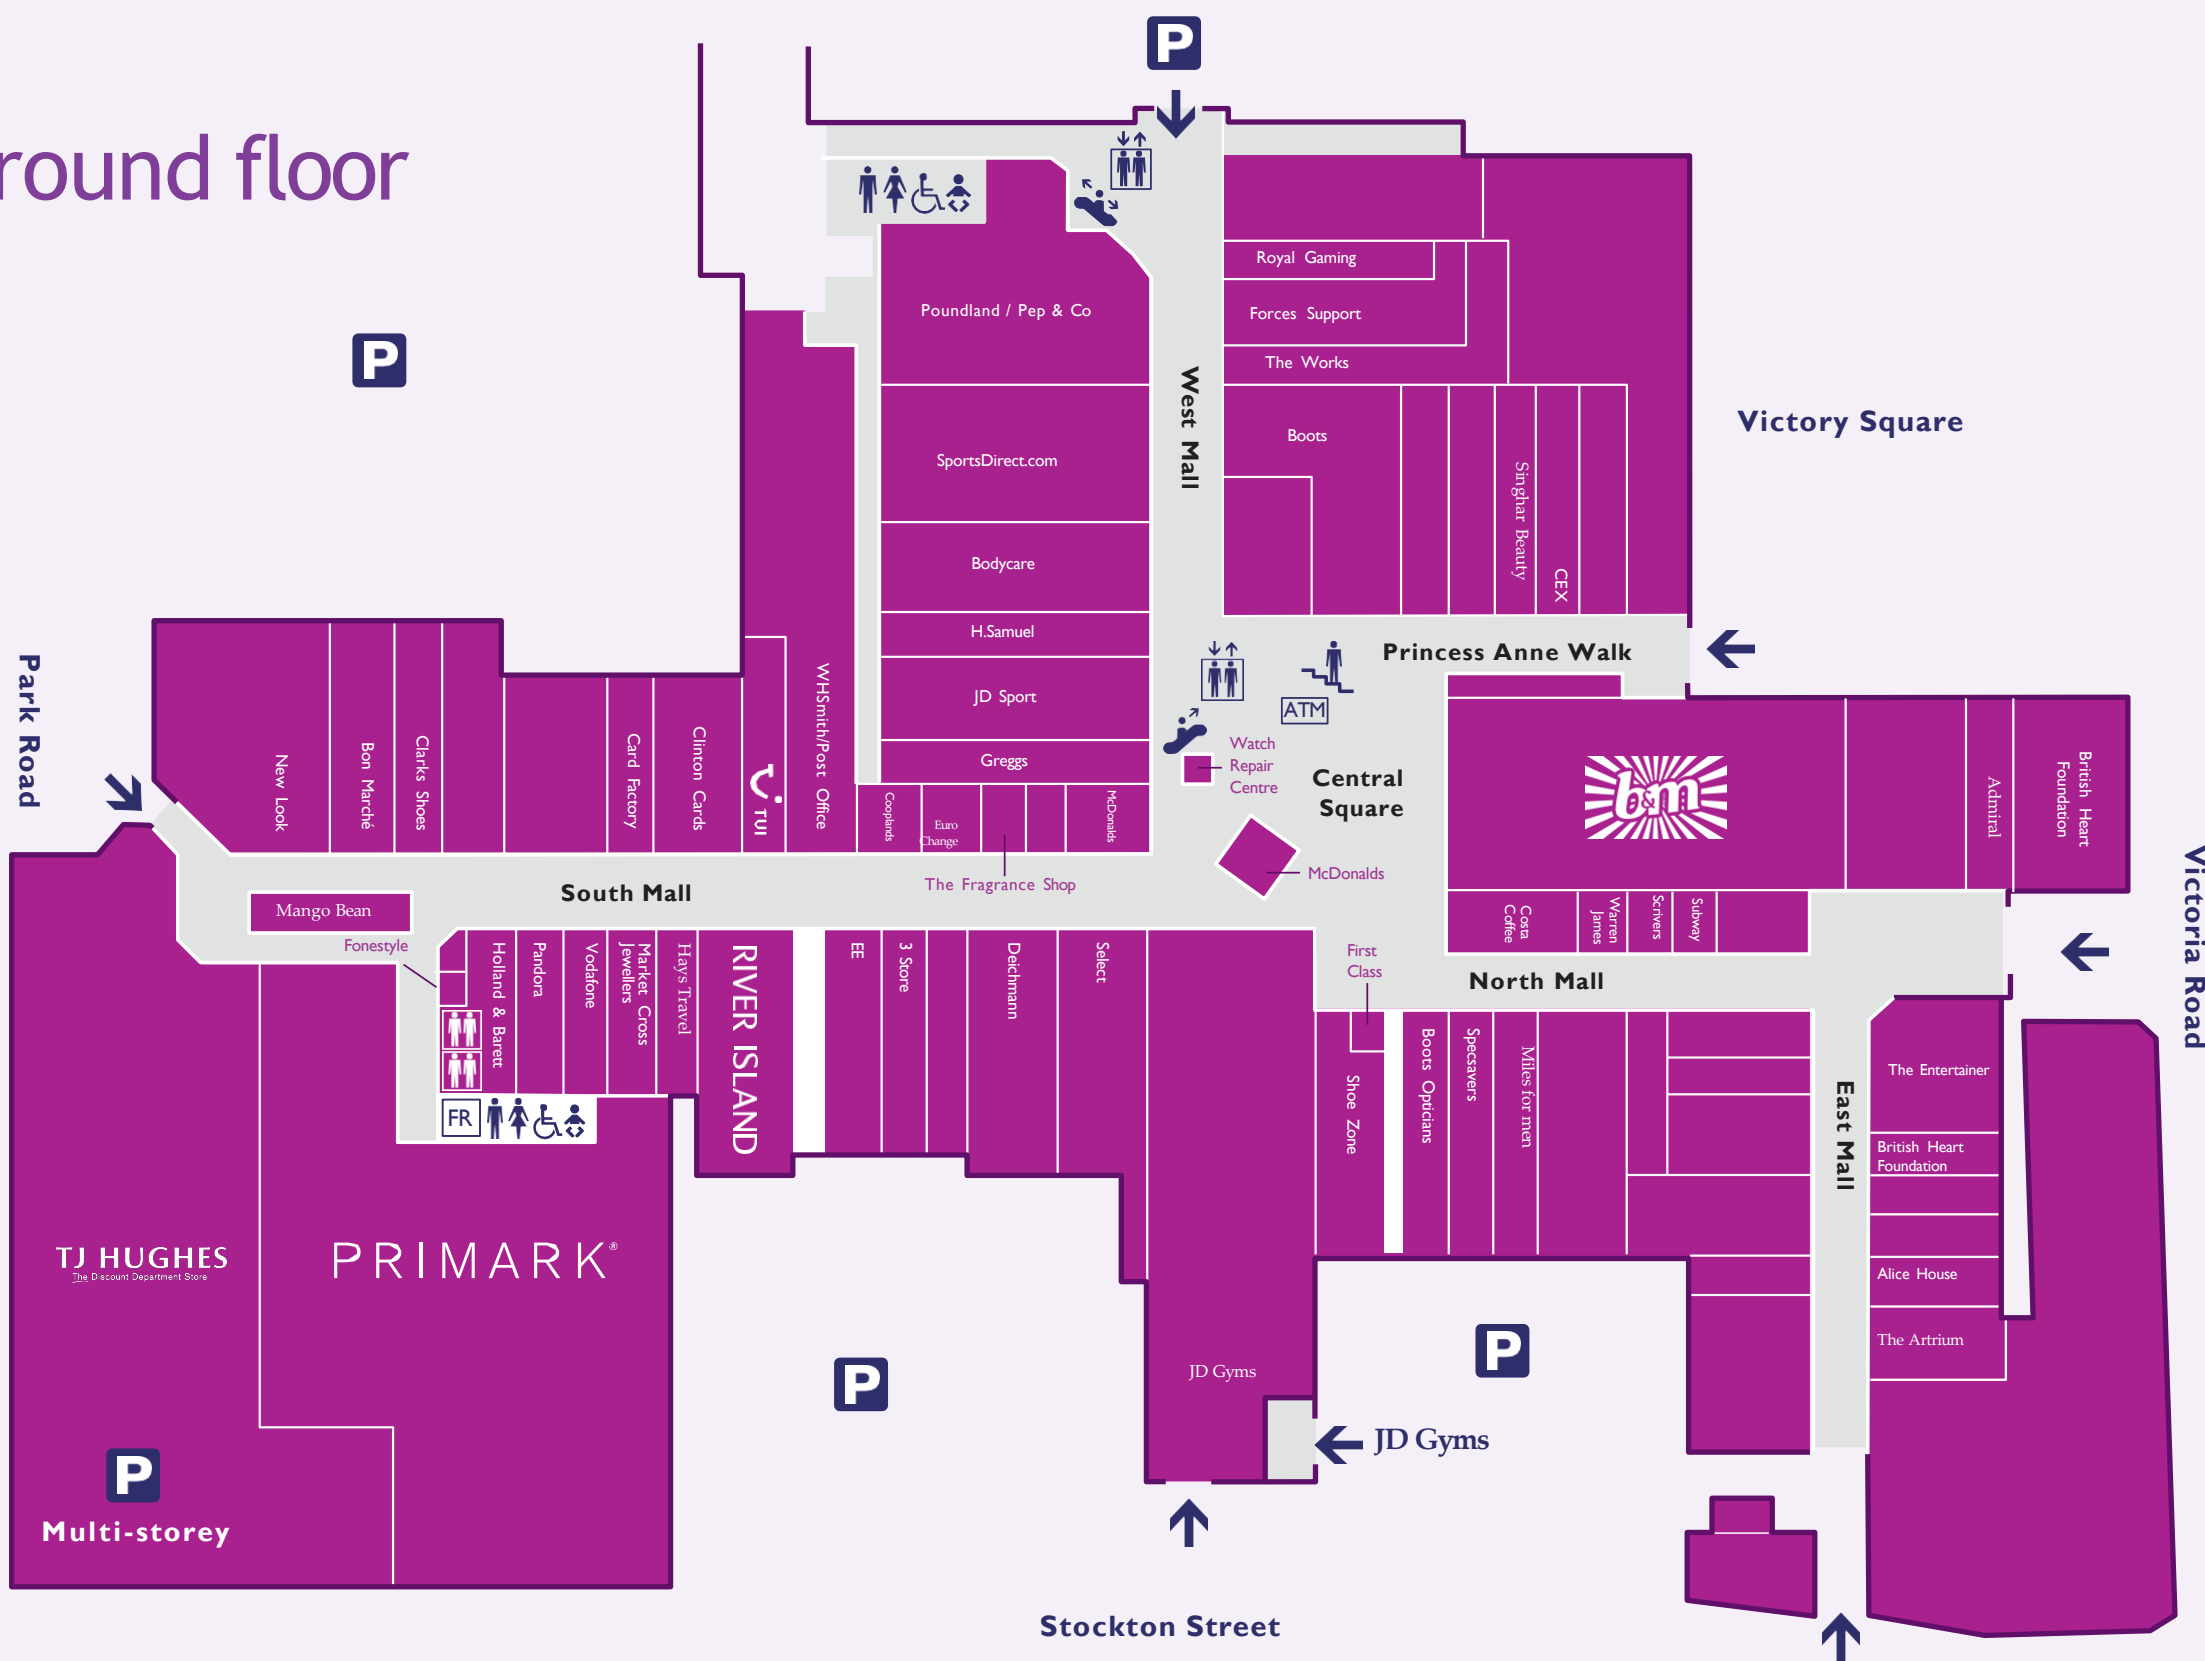 P
round floor
Royal Gaming
Poundland / Pep & Co
Forces Support
The Works
P
West Mall
Victory Square
Boots
SportsDirect.com
Singhar Beauty
CEX
Bodycare
H.Samuel
Princess Anne Walk
Park Road
JD Sport
ATM
WHSmith/Post Office
New Look
Bon Marché
Clarks Shoes
Card Factory
Clinton Cards
TUI
Greggs
Watch
Repair
Centre
Central
Square
b&m
Admiral
British Heart
Foundation
Cooplands
Euro
Change
McDonalds
The Fragrance Shop
McDonalds
South Mall
Mango Bean
Fonestyle
Costa
Coffee
Warren
James
Scrivers
Subway
Victoria Road
Holland & Barett
Pandora
Vodafone
Market Cross
Jewellers
Hays Travel
RIVER ISLAND
EE
3 Store
Deichmann
Select
First
Class
North Mall
Shoe Zone
Boots Opticians
Specsavers
Miles for men
East Mall
The Entertainer
British Heart
Foundation
FR
TJ HUGHES
The Discount Department Store
PRIMARK®
Alice House
The Artrium
JD Gyms
P
P
JD Gyms
P
Multi-storey
Stockton Street